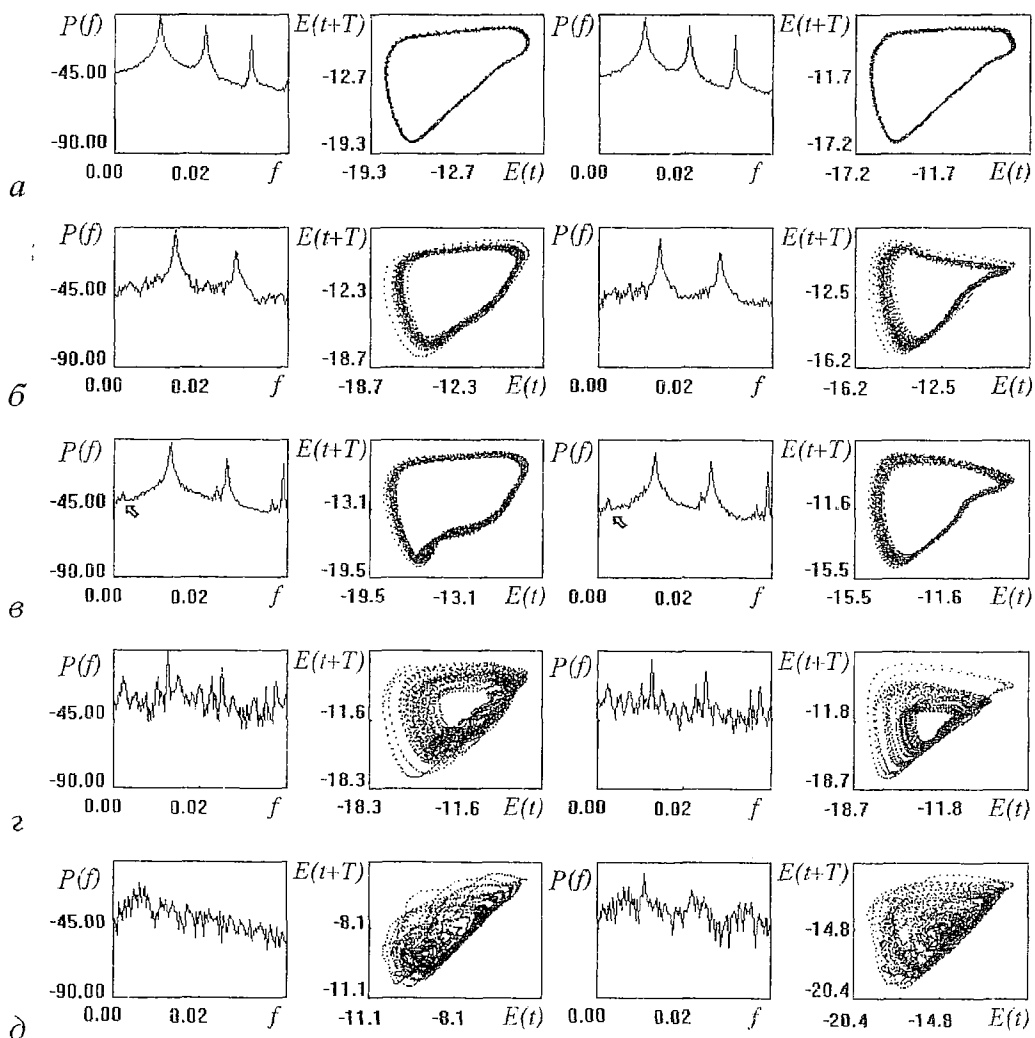 P(f) E(t+T) P(f) E(t+T)
-45.00 -12.7 -11.7
-90.00 -19.3 -17.2
0.00 0.02 f -19.3 -12.7 E(t) 0.00 0.02 f -17.2 -11.7 E(t)
а
P(f) E(t+T) P(f) E(t+T)
-45.00 -12.3 -12.5
-90.00 -18.7 -16.2
0.00 0.02 f -18.7 -12.3 E(t) 0.00 0.02 f -16.2 -12.5 E(t)
б
P(f) E(t+T) P(f) E(t+T)
-45.00 -13.1 -11.6
-90.00 -19.5 -15.5
0.00 0.02 f -19.5 -13.1 E(t) 0.00 0.02 f -15.5 -11.6 E(t)
в
P(f) E(t+T) P(f) E(t+T)
-45.00 -11.6 -11.8
-90.00 -18.3 -18.7
0.00 0.02 f -18.3 -11.6 E(t) 0.00 0.02 f -18.7 -11.8 E(t)
г
P(f) E(t+T) P(f) E(t+T)
-45.00 -8.1 -14.8
-90.00 -11.1 -20.4
0.00 0.02 f -11.1 -8.1 E(t) 0.00 0.02 f -20.4 -14.8 E(t)
д